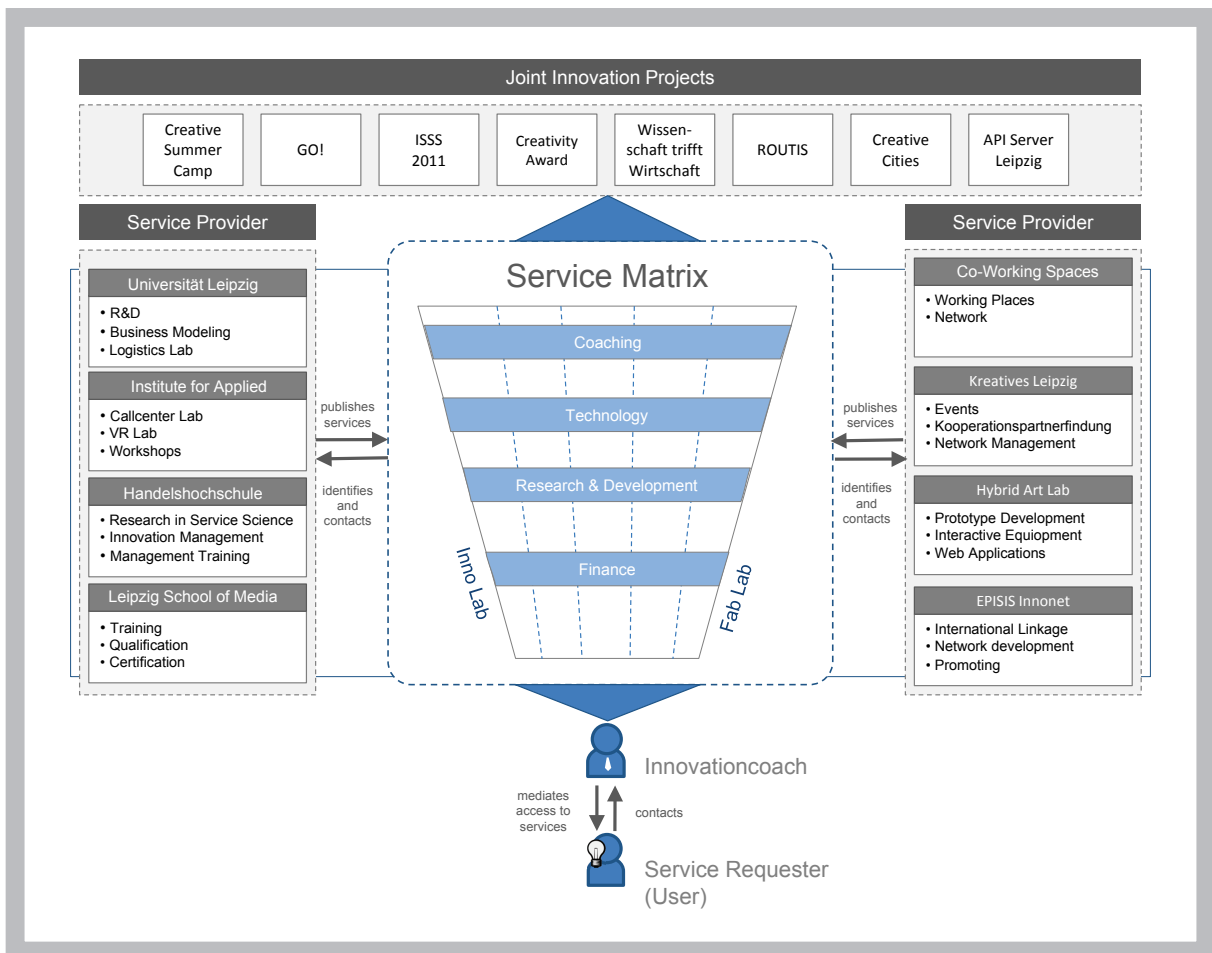 Joint Innovation Projects
Creative
Summer
Camp
GO!
ISSS
2011
Creativity
Award
Wissen-
schaft trifft
Wirtschaft
ROUTIS
Creative
Cities
API Server
Leipzig
Service Provider
Universität Leipzig
• R&D
• Business Modeling
• Logistics Lab
Institute for Applied
• Callcenter Lab
• VR Lab
• Workshops
Handelshochschule
• Research in Service Science
• Innovation Management
• Management Training
Leipzig School of Media
• Training
• Qualification
• Certification
publishes
services
identifies
and
contacts
Service Matrix
Coaching
Technology
Research & Development
Finance
Inno Lab
Fab Lab
publishes
services
identifies
and
contacts
Service Provider
Co-Working Spaces
• Working Places
• Network
Kreatives Leipzig
• Events
• Kooperationspartnerfindung
• Network Management
Hybrid Art Lab
• Prototype Development
• Interactive Equiopment
• Web Applications
EPISIS Innonet
• International Linkage
• Network development
• Promoting
Innovationcoach
mediates
access to
services
contacts
Service Requester
(User)